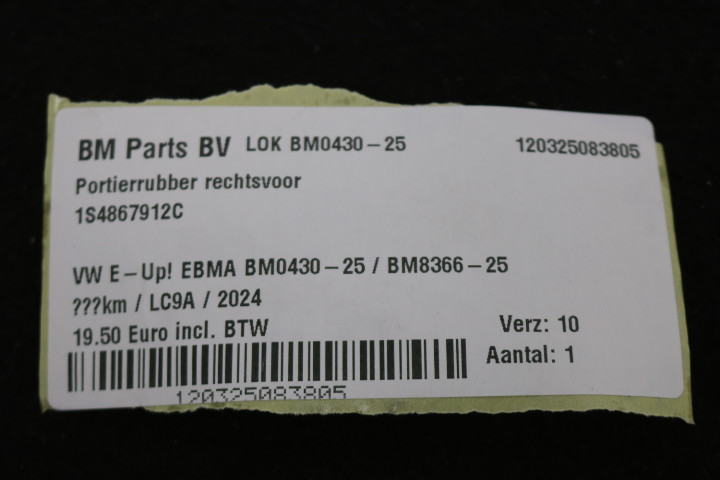 BM Parts BV LOK BM0430-25 120325083805
Portierrubber rechtsvoor
1S4867912C
VW E-Up! EBMA BM0430-25 / BM8366-25
???km / LC9A / 2024
19.50 Euro incl. BTW Verz: 10
Aantal: 1
120325083805